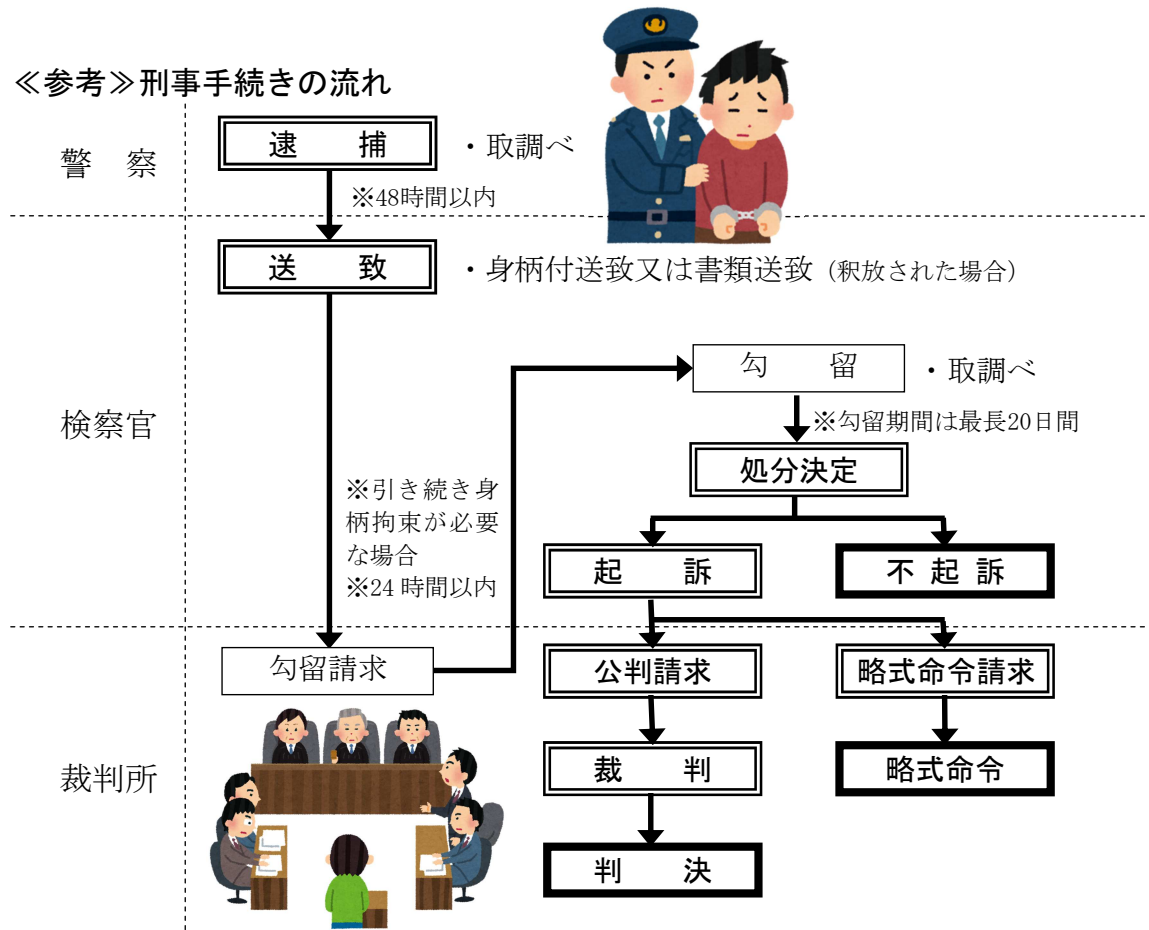 ≪参考≫刑事手続きの流れ
警　察
逮　　捕
・取調べ
※48時間以内
送　　致
・身柄付送致又は書類送致（釈放された場合）
検察官
勾　　留
・取調べ
※勾留期間は最長20日間
処分決定
※引き続き身
柄拘束が必要
な場合
※24 時間以内
起　　訴
不 起 訴
裁判所
勾留請求
公判請求
略式命令請求
裁　　判
略式命令
判　　決